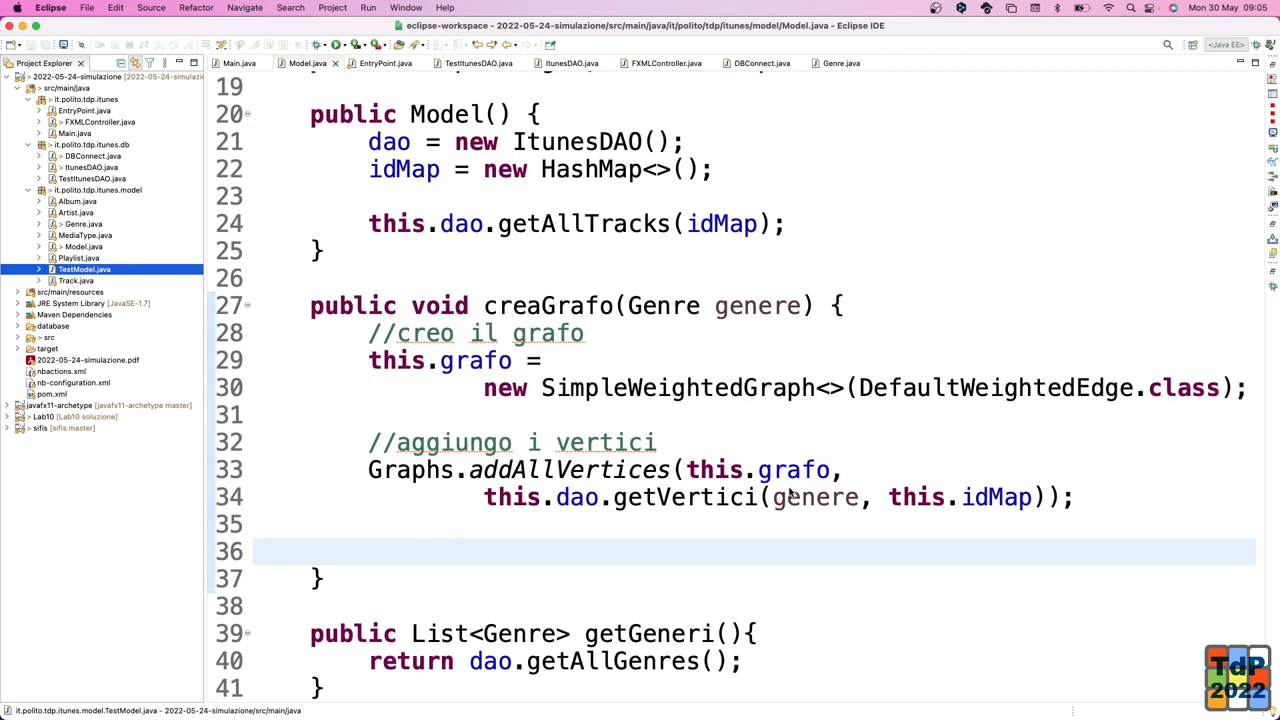 Eclipse File Edit Source Refactor Navigate Search Project Run Window Help Mon 30 May 09:05
eclipse-workspace - 2022-05-24-simulazione/src/main/java/it/polito/tdp/itunes/model/Model.java - Eclipse IDE
<Java EE>
Project Explorer
Main.java Model.java EntryPoint.java TestItunesDAO.java ItunesDAO.java FXMLController.java DBConnect.java Genre.java
> 2022-05-24-simulazione [2022-05-24-simulazi
src/main/java
it.polito.tdp.itunes
EntryPoint.java
> FXMLController.java
Main.java
> it.polito.tdp.itunes.db
> DBConnect.java
> ItunesDAO.java
TestItunesDAO.java
> it.polito.tdp.itunes.model
Album.java
Artist.java
> Genre.java
MediaType.java
> Model.java
Playlist.java
TestModel.java
Track.java
src/main/resources
JRE System Library [JavaSE-1.7]
Maven Dependencies
database
> src
target
2022-05-24-simulazione.pdf
nbactions.xml
nb-configuration.xml
pom.xml
javafx11-archetype [javafx11-archetype master]
Lab10 [Lab10 soluzione]
sifis [sifis master]
19
20 public Model() {
21 dao = new ItunesDAO();
22 idMap = new HashMap<>();
23
24 this.dao.getAllTracks(idMap);
25 }
26
27 public void creaGrafo(Genre genere) {
28 //creo il grafo
29 this.grafo =
30 new SimpleWeightedGraph<>(DefaultWeightedEdge.class);
31
32 //aggiungo i vertici
33 Graphs.addAllVertices(this.grafo,
34 this.dao.getVertici(genere, this.idMap));
35
36
37 }
38
39 public List<Genre> getGeneri(){
40 return dao.getAllGenres();
41 }
TdP
2022
it.polito.tdp.itunes.model.TestModel.java - 2022-05-24-simulazione/src/main/java